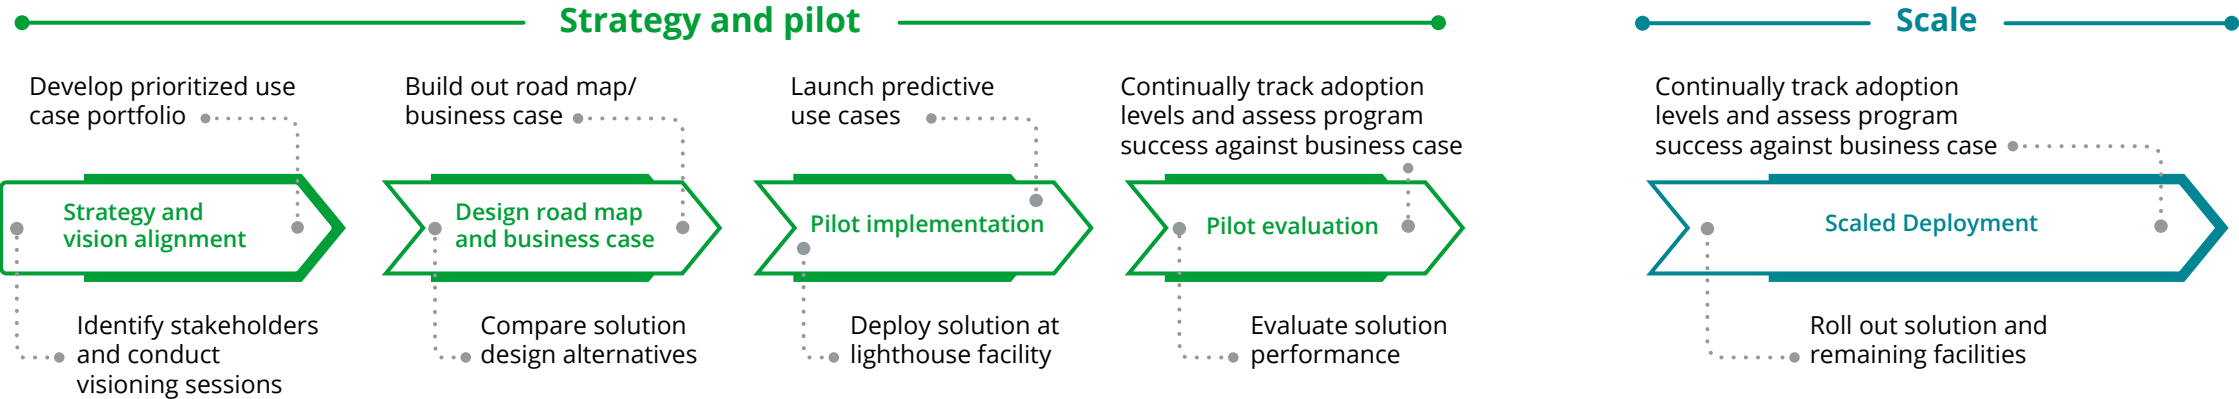 Strategy and pilot
Scale
Develop prioritized use
case portfolio
Build out road map/
business case
Launch predictive
use cases
Continually track adoption
levels and assess program
success against business case
Continually track adoption
levels and assess program
success against business case
Strategy and
vision alignment
Design road map
and business case
Pilot implementation
Pilot evaluation
Scaled Deployment
Identify stakeholders
and conduct
visioning sessions
Compare solution
design alternatives
Deploy solution at
lighthouse facility
Evaluate solution
performance
Roll out solution and
remaining facilities